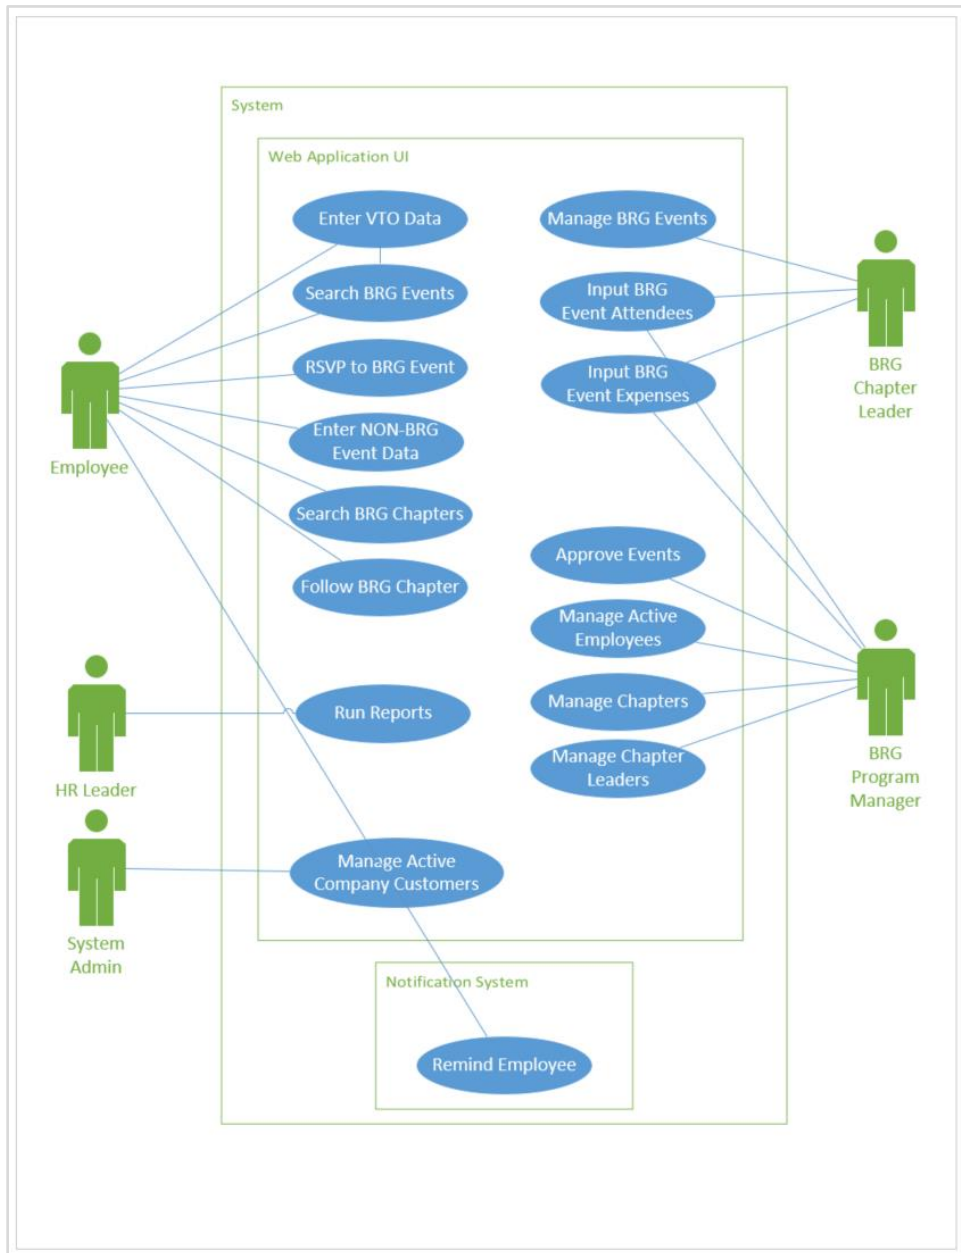 System
Web Application UI
Enter VTO Data
Manage BRG Events
Search BRG Events
Input BRG
Event Attendees
RSVP to BRG Event
Input BRG
Event Expenses
BRG
Chapter
Leader
Employee
Enter NON-BRG
Event Data
Search BRG Chapters
Follow BRG Chapter
Approve Events
Manage Active
Employees
Run Reports
Manage Chapters
Manage Chapter
Leaders
HR Leader
BRG
Program
Manager
Manage Active
Company Customers
System
Admin
Notification System
Remind Employee